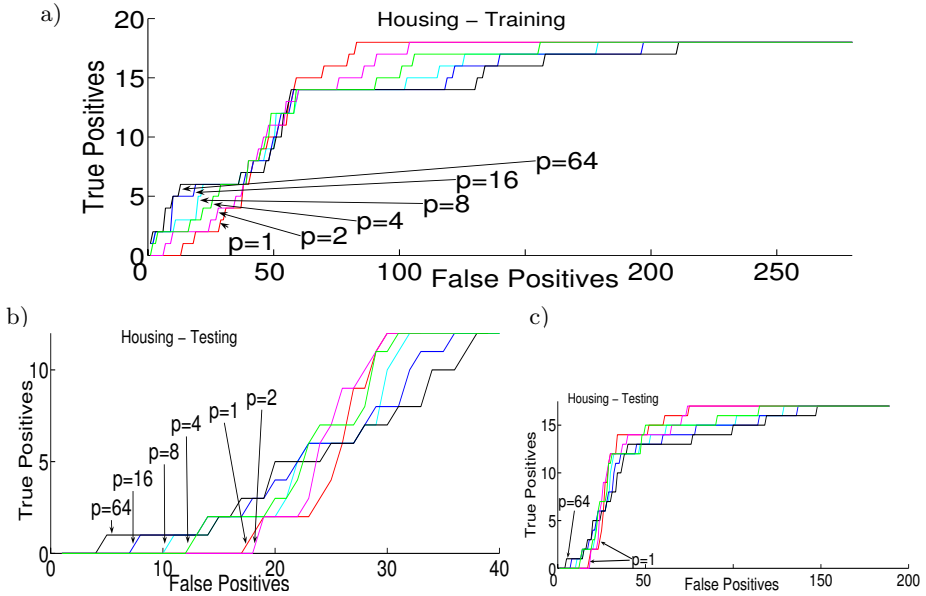 a)
Housing – Training
True Positives
20
15
10
5
0
p=64
p=16
p=8
p=4
p=2
p=1
0 50 100 150 200 250
False Positives
b)
Housing – Testing
True Positives
10
5
0
p=64
p=16
p=8
p=4
p=1
p=2
0 10 20 30 40
False Positives
c)
Housing – Testing
True Positives
15
10
5
0
p=64
p=1
0 50 100 150 200
False Positives